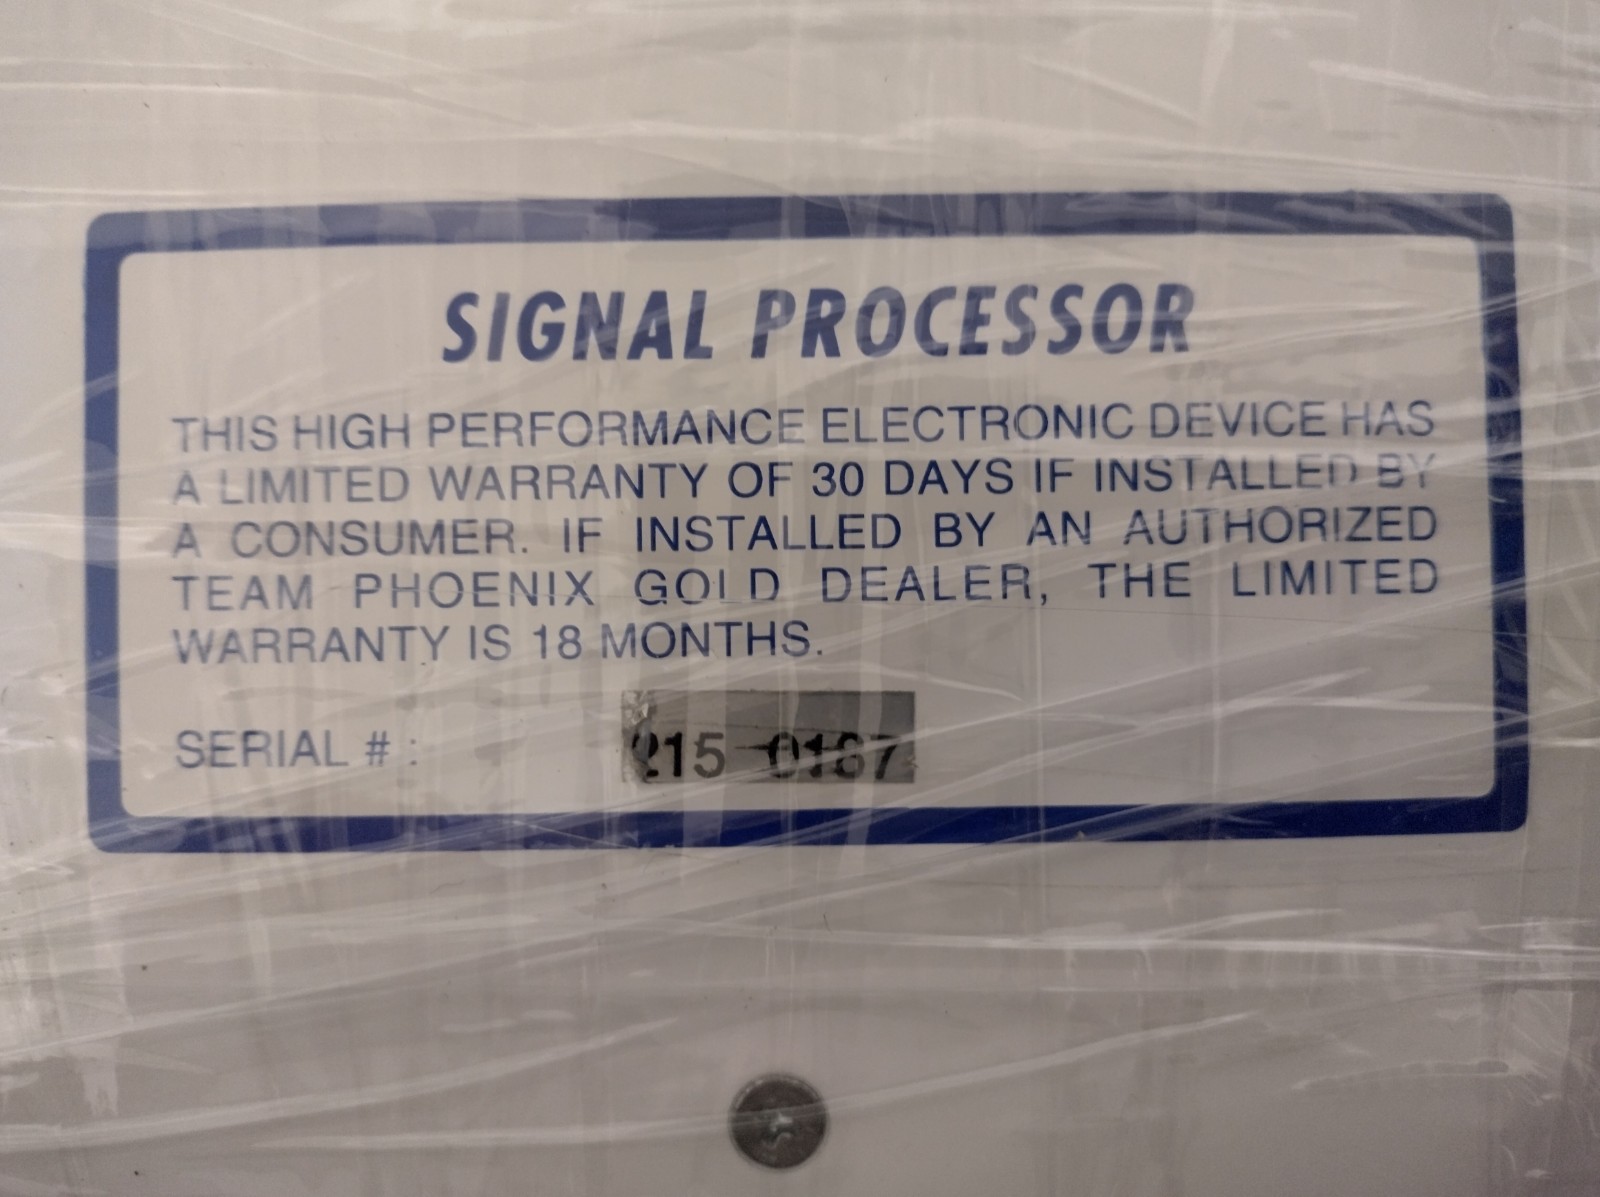 SIGNAL PROCESSOR
THIS HIGH PERFORMANCE ELECTRONIC DEVICE HAS
A LIMITED WARRANTY OF 30 DAYS IF INSTALLED BY
A CONSUMER. IF INSTALLED BY AN AUTHORIZED
TEAM PHOENIX GOLD DEALER, THE LIMITED
WARRANTY IS 18 MONTHS.
SERIAL # :